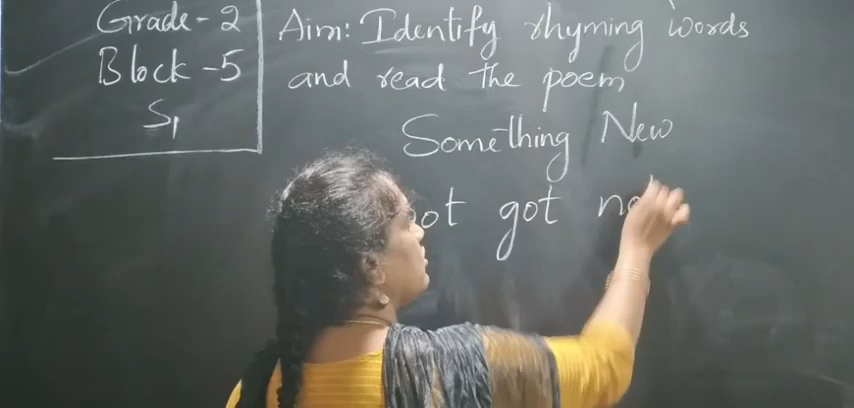 Grade-2
Block-5
S1
Aim: Identify rhyming words
and read the poem
Something New
got